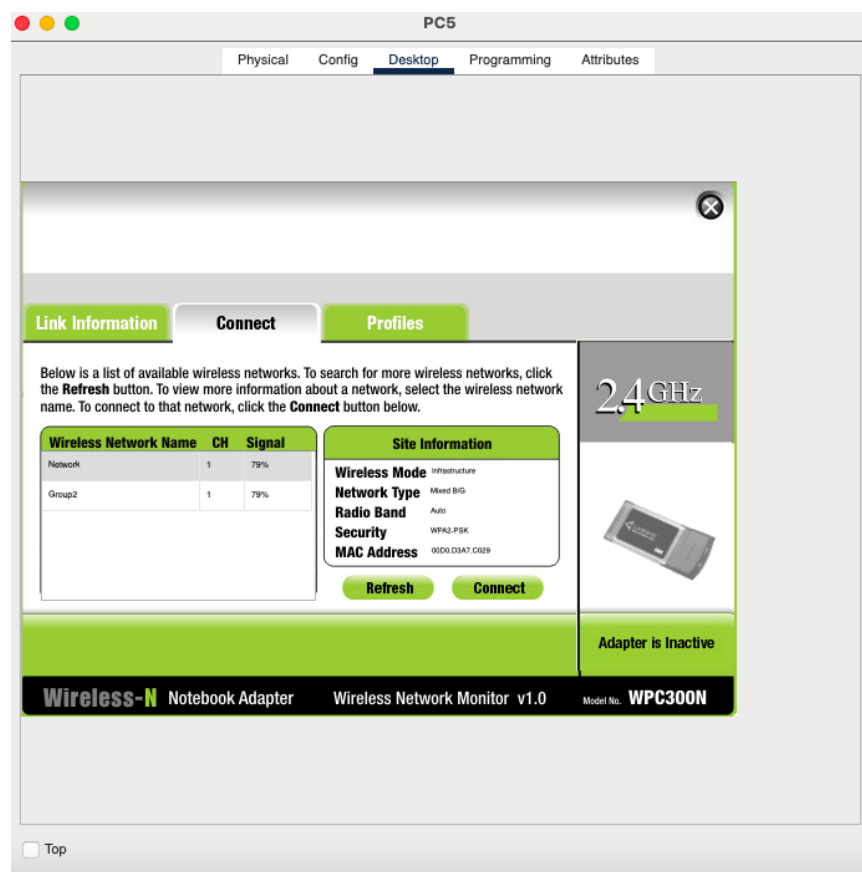 PC5
Physical Config Desktop Programming Attributes
Link Information Connect Profiles
Below is a list of available wireless networks. To search for more wireless networks, click
the Refresh button. To view more information about a network, select the wireless network
name. To connect to that network, click the Connect button below.
2.4GHz
Wireless Network Name CH Signal
Network 1 79%
Group2 1 79%
Site Information
Wireless Mode Infrastructure
Network Type Mixed B/G
Radio Band Auto
Security WPA2-PSK
MAC Address 00D0.D3A7.C029
Refresh Connect
Adapter is Inactive
Wireless-N Notebook Adapter Wireless Network Monitor v1.0 Model No. WPC300N
Top